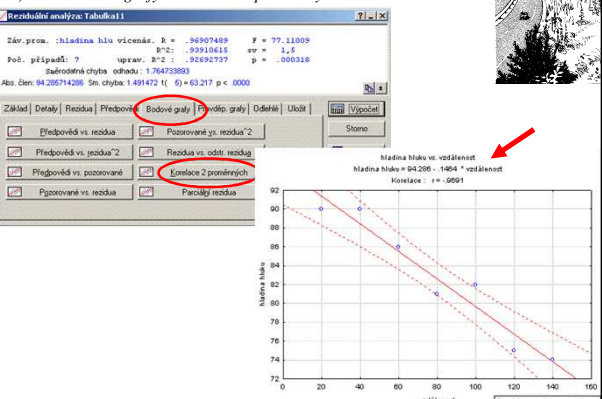 Reziduální analýza: Tabulka11
Záv.prom. :hladina hlu vícenás. R = .96907489 F = 77.11009
R^2: .93910615 sv = 1,5
Poč. případů: 7 uprav. R^2 : .92692737 p = .000318
Směrodatná chyba odhadu : 1.764733893
Abs. člen: 94.285714286 Sm. chyba: 1.491472 t( 5) = 63.217 p < .0000
Základ Detaily Rezidua Předpovědi Bodové grafy Pravděp. grafy Odlehlé Uložit
Výpočet
Storno
Předpovědi vs. rezidua Pozorované vs. rezidua^2
Předpovědi vs. rezidua^2 Rezidua vs. odstr. rezidua
Předpovědi vs. pozorované Korelace 2 proměnných
Pozorované vs. rezidua Parciální rezidua
hladina hluku vs. vzdálenost
hladina hluku = 94.286 - .1464 * vzdálenost
Korelace : r = -.9691
92
90
88
86
84
82
80
78
76
74
72
hladina hluku
0 20 40 60 80 100 120 140 160